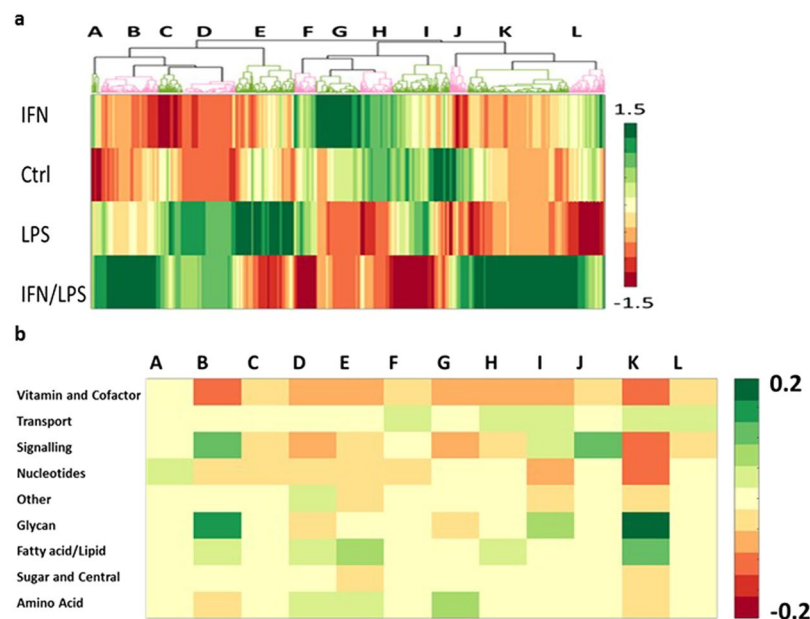 a
A B C D E F G H I J K L
IFN
Ctrl
LPS
IFN/LPS
1.5
-1.5
b
A B C D E F G H I J K L
Vitamin and Cofactor
Transport
Signalling
Nucleotides
Other
Glycan
Fatty acid/Lipid
Sugar and Central
Amino Acid
0.2
-0.2